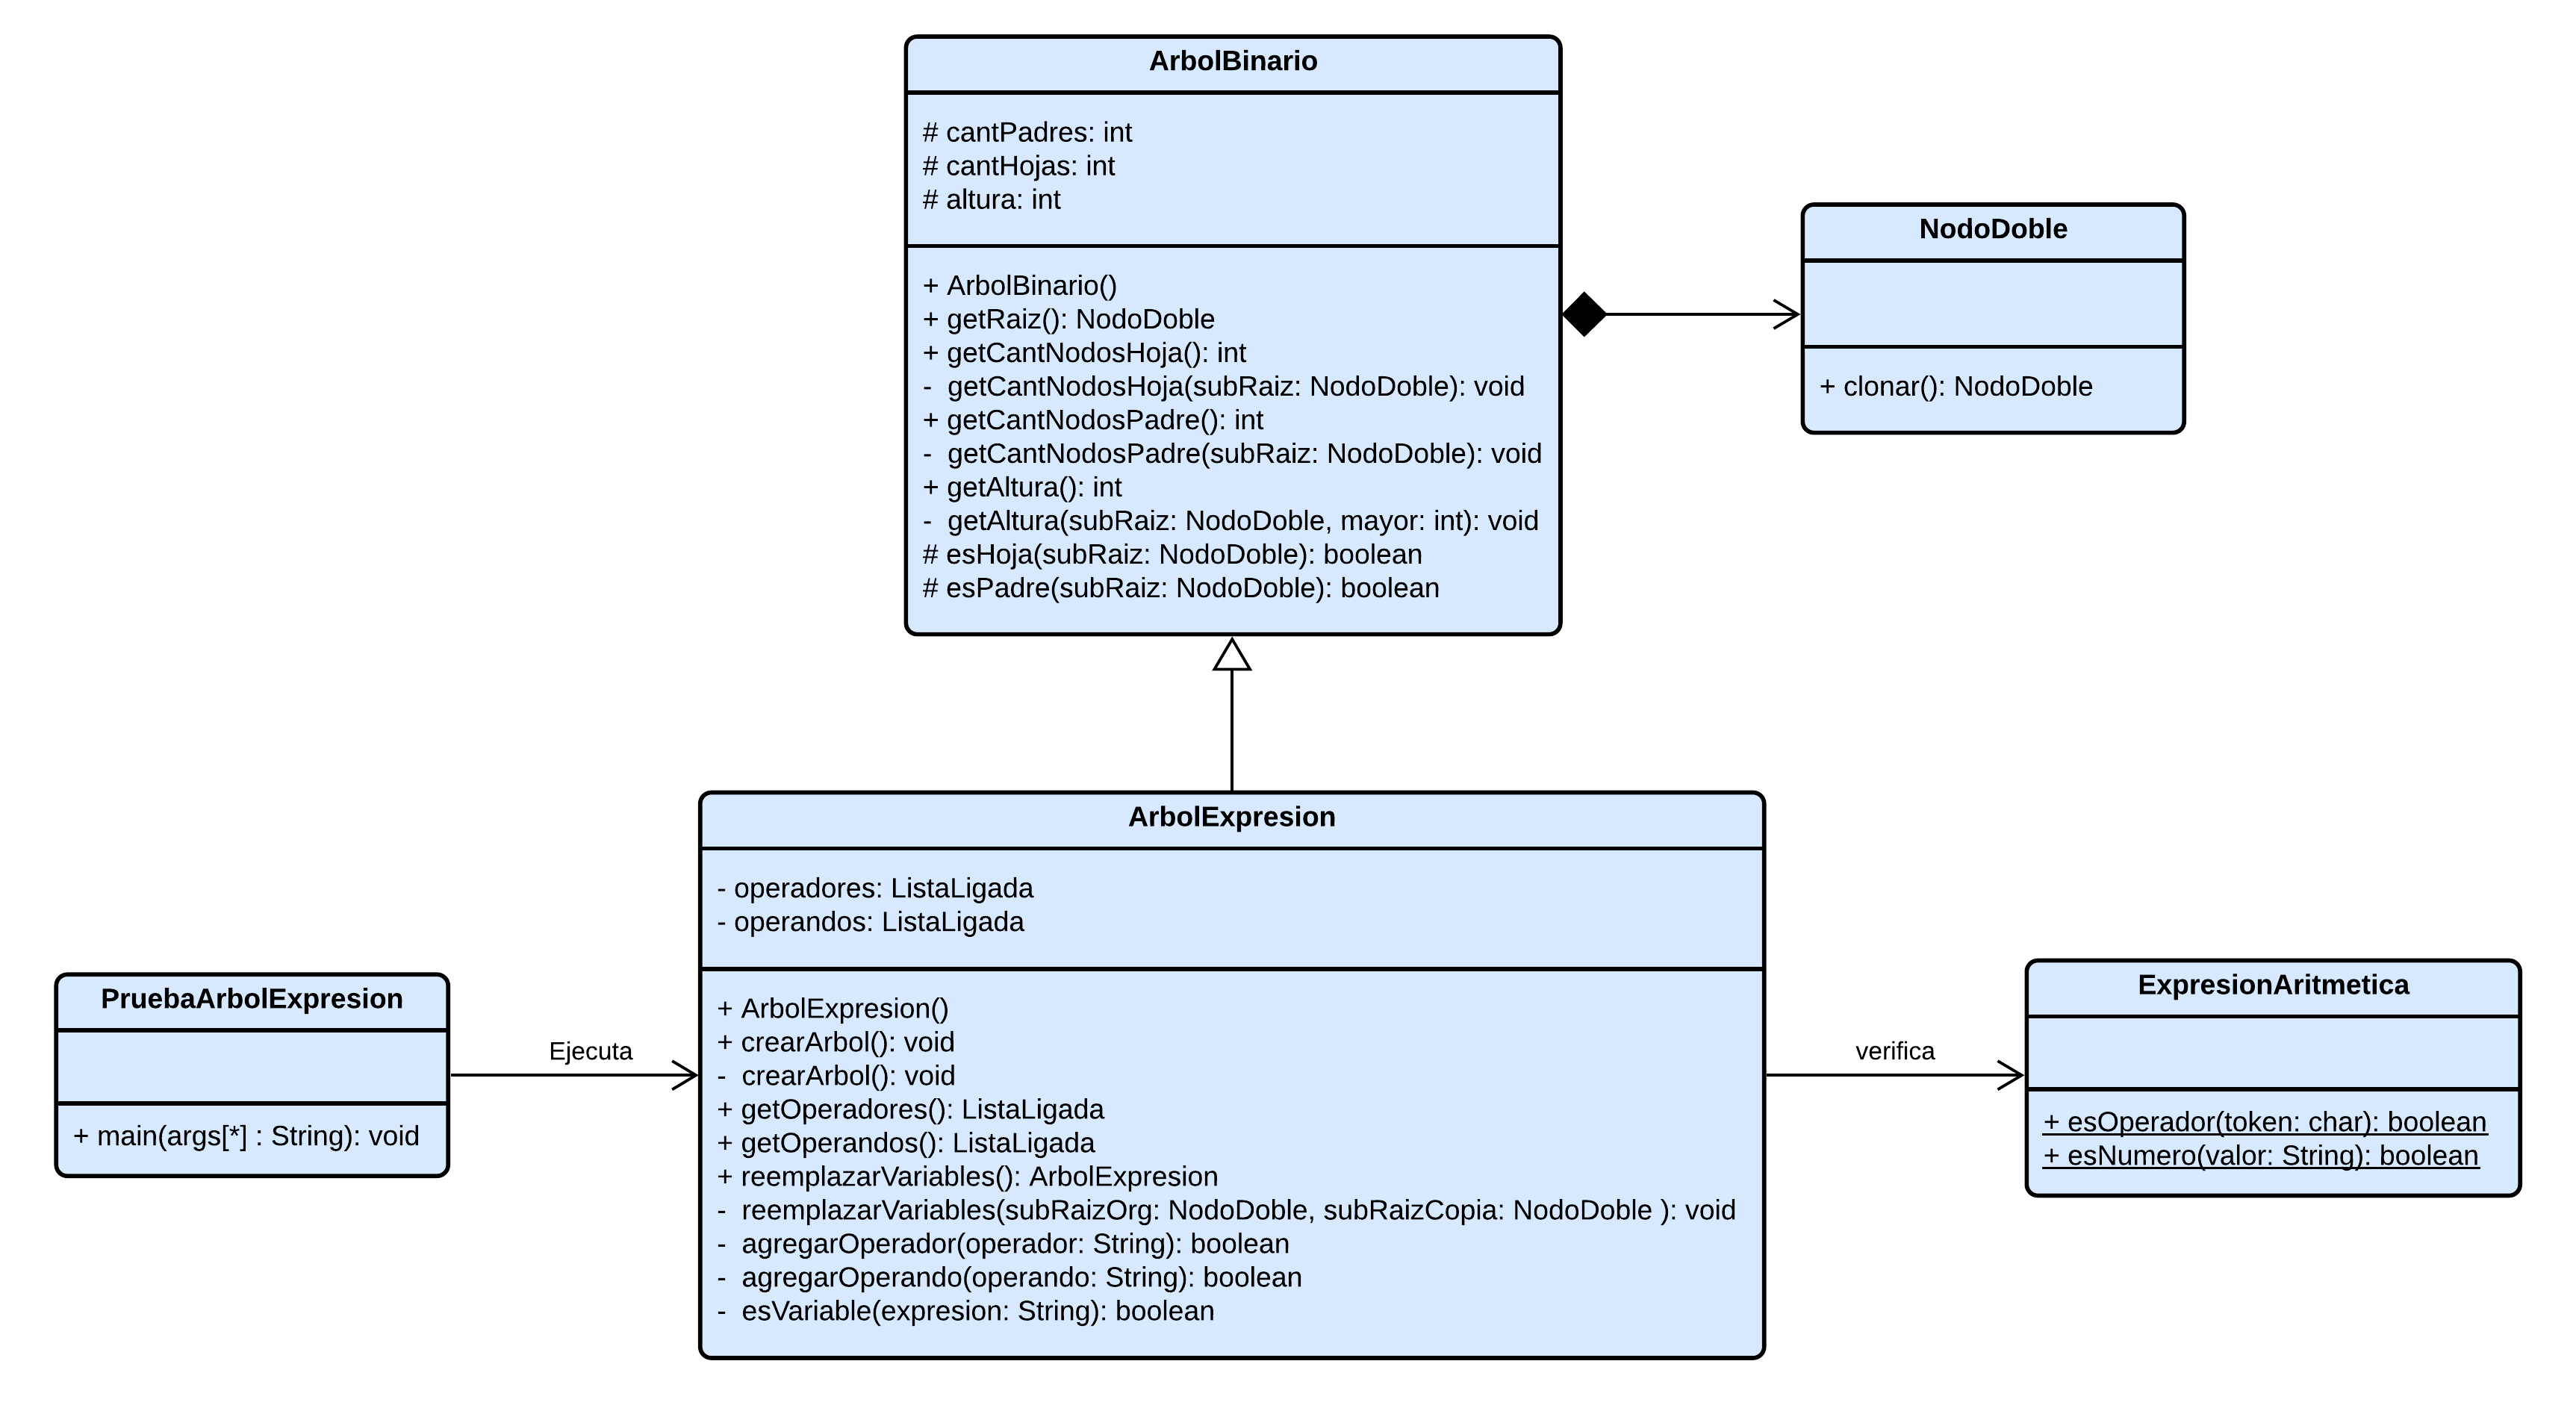 ArbolBinario
# cantPadres: int
# cantHojas: int
# altura: int
+ ArbolBinario()
+ getRaiz(): NodoDoble
+ getCantNodosHoja(): int
-  getCantNodosHoja(subRaiz: NodoDoble): void
+ getCantNodosPadre(): int
-  getCantNodosPadre(subRaiz: NodoDoble): void
+ getAltura(): int
-  getAltura(subRaiz: NodoDoble, mayor: int): void
# esHoja(subRaiz: NodoDoble): boolean
# esPadre(subRaiz: NodoDoble): boolean
NodoDoble
+ clonar(): NodoDoble
PruebaArbolExpresion
+ main(args[*] : String): void
Ejecuta
ArbolExpresion
- operadores: ListaLigada
- operandos: ListaLigada
+ ArbolExpresion()
+ crearArbol(): void
-  crearArbol(): void
+ getOperadores(): ListaLigada
+ getOperandos(): ListaLigada
+ reemplazarVariables(): ArbolExpresion
-  reemplazarVariables(subRaizOrg: NodoDoble, subRaizCopia: NodoDoble ): void
-  agregarOperador(operador: String): boolean
-  agregarOperando(operando: String): boolean
-  esVariable(expresion: String): boolean
verifica
ExpresionAritmetica
+ esOperador(token: char): boolean
+ esNumero(valor: String): boolean